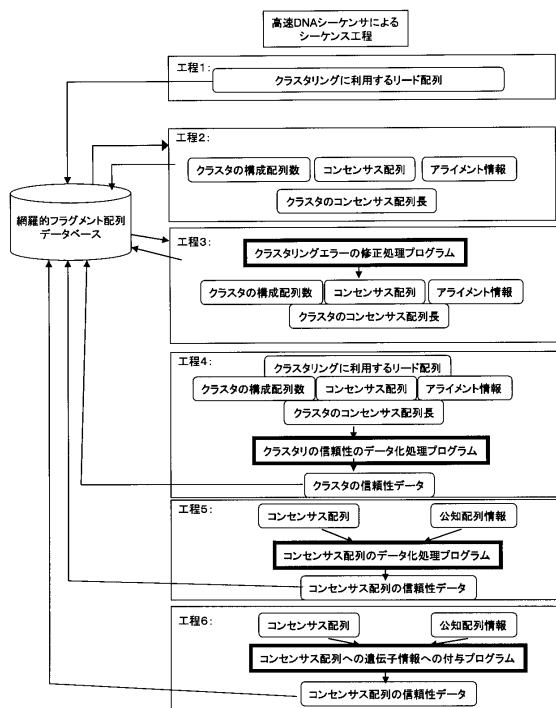 高速DNAシーケンサによる
シーケンス工程
工程1:
クラスタリングに利用するリード配列
工程2:
クラスタの構成配列数
コンセンサス配列
アライメント情報
クラスタのコンセンサス配列長
網羅的フラグメント配列
データベース
工程3:
クラスタリングエラーの修正処理プログラム
クラスタの構成配列数
コンセンサス配列
アライメント情報
クラスタのコンセンサス配列長
工程4:
クラスタリングに利用するリード配列
クラスタの構成配列数
コンセンサス配列
アライメント情報
クラスタのコンセンサス配列長
クラスタリの信頼性のデータ化処理プログラム
クラスタの信頼性データ
工程5:
コンセンサス配列
公知配列情報
コンセンサス配列のデータ化処理プログラム
コンセンサス配列の信頼性データ
工程6:
コンセンサス配列
公知配列情報
コンセンサス配列への遺伝子情報への付与プログラム
コンセンサス配列の信頼性データ